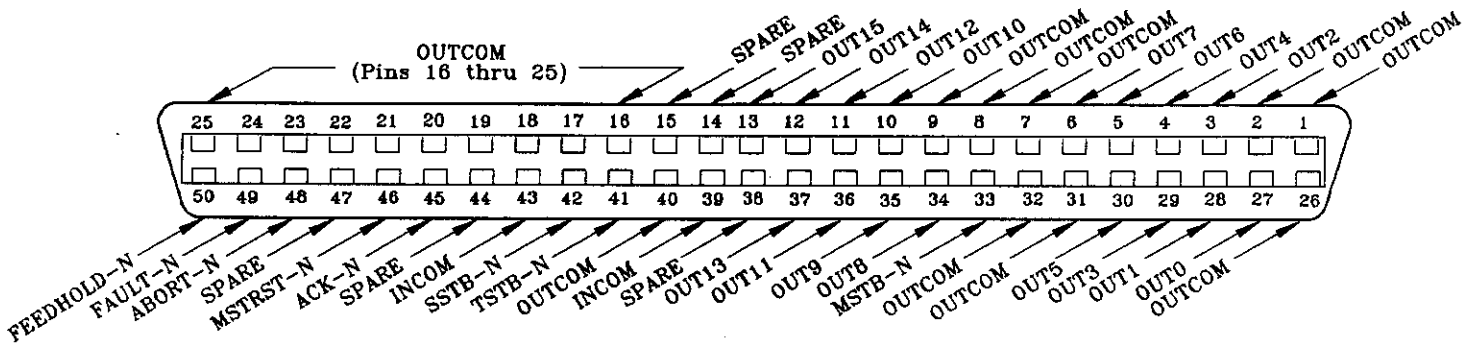 OUTCOM
(Pins 16 thru 25)
SPARE
SPARE
OUT15
OUT14
OUT12
OUT10
OUTCOM
OUTCOM
OUTCOM
OUT7
OUT6
OUT4
OUT2
OUTCOM
OUTCOM
25 24 23 22 21 20 19 18 17 16 15 14 13 12 11 10 9 8 7 6 5 4 3 2 1
50 49 48 47 46 45 44 43 42 41 40 39 38 37 36 35 34 33 32 31 30 29 28 27 26
FEEDHOLD-N
FAULT-N
ABORT-N
SPARE
MSTRST-N
ACK-N
SPARE
INCOM
SSTB-N
TSTB-N
OUTCOM
INCOM
SPARE
OUT13
OUT11
OUT9
OUT8
MSTB-N
OUTCOM
OUTCOM
OUT5
OUT3
OUT1
OUT0
OUTCOM